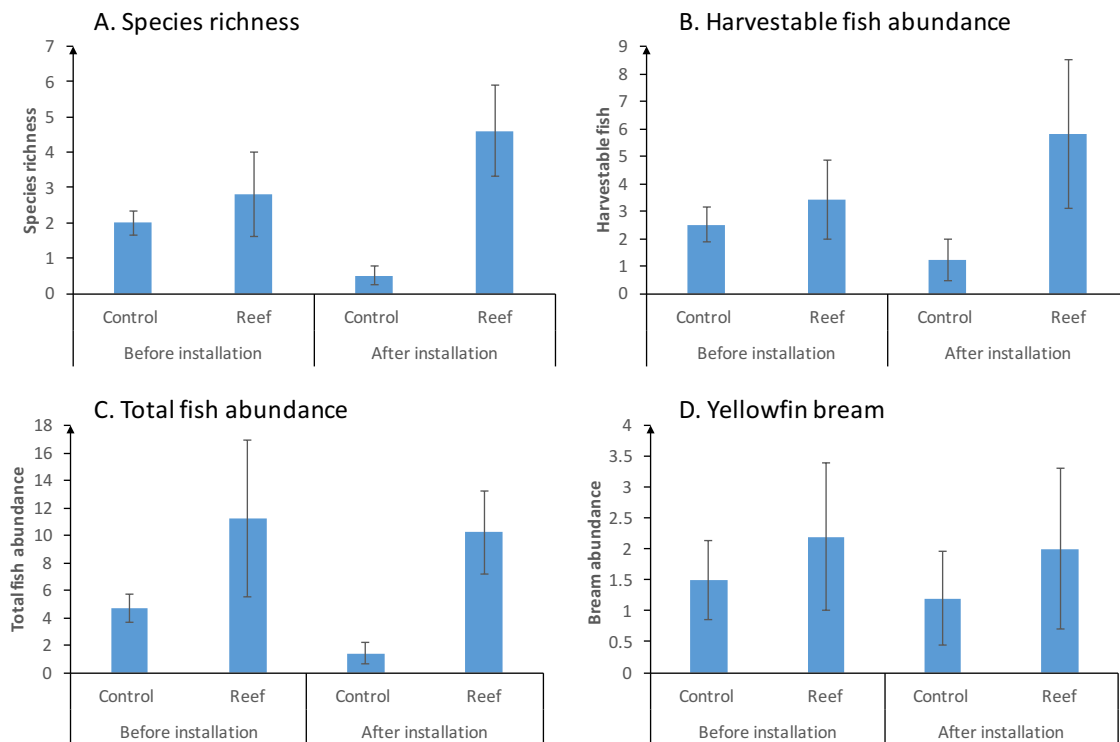 A. Species richness
Species richness
7
6
5
4
3
2
1
0
Control Reef Control Reef
Before installation After installation
B. Harvestable fish abundance
Harvestable fish
9
8
7
6
5
4
3
2
1
0
Control Reef Control Reef
Before installation After installation
C. Total fish abundance
Total fish abundance
18
16
14
12
10
8
6
4
2
0
Control Reef Control Reef
Before installation After installation
D. Yellowfin bream
Bream abundance
4
3.5
3
2.5
2
1.5
1
0.5
0
Control Reef Control Reef
Before installation After installation